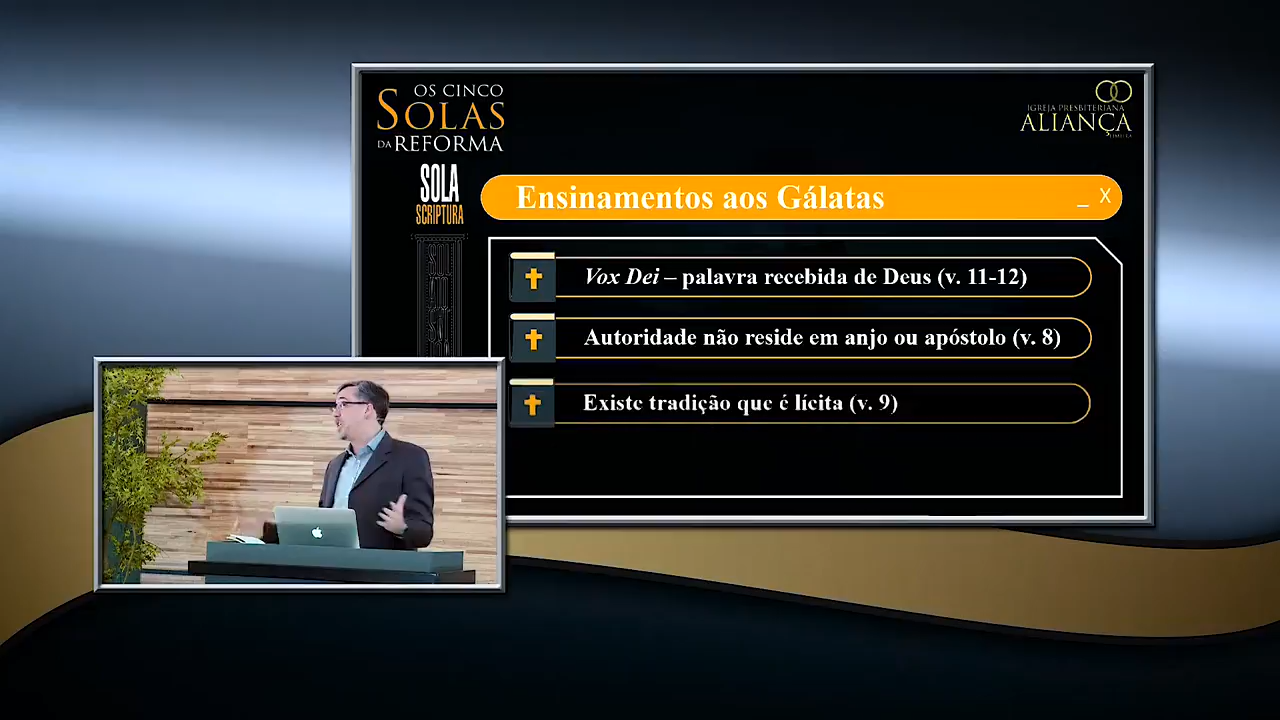 OS CINCO
SOLAS
DA REFORMA
IGREJA PRESBITERIANA
ALIANÇA
SOLA
SCRIPTURA
Ensinamentos aos Gálatas
_ X
Vox Dei – palavra recebida de Deus (v. 11-12)
Autoridade não reside em anjo ou apóstolo (v. 8)
Existe tradição que é lícita (v. 9)